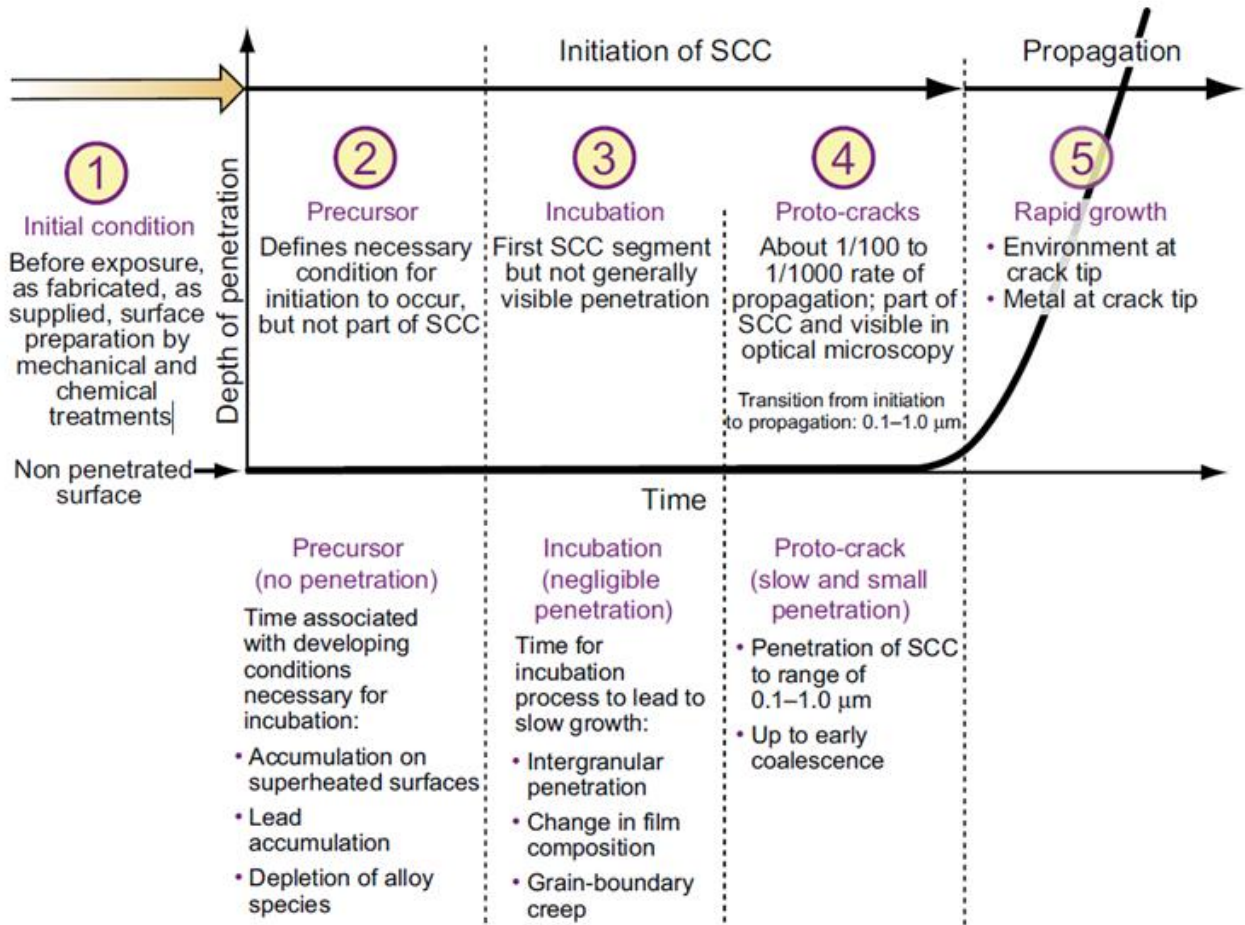 Initiation of SCC
Propagation
Depth of penetration
1
Initial condition
Before exposure,
as fabricated, as
supplied, surface
preparation by
mechanical and
chemical
treatments
Non penetrated
surface
2
Precursor
Defines necessary
condition for
initiation to occur,
but not part of SCC
3
Incubation
First SCC segment
but not generally
visible penetration
4
Proto-cracks
About 1/100 to
1/1000 rate of
propagation; part of
SCC and visible in
optical microscopy
Transition from initiation
to propagation: 0.1–1.0 μm
5
Rapid growth
• Environment at
crack tip
• Metal at crack tip
Time
Precursor
(no penetration)
Time associated
with developing
conditions
necessary for
incubation:
• Accumulation on
superheated surfaces
• Lead
accumulation
• Depletion of alloy
species
Incubation
(negligible
penetration)
Time for
incubation
process to lead to
slow growth:
• Intergranular
penetration
• Change in film
composition
• Grain-boundary
creep
Proto-crack
(slow and small
penetration)
• Penetration of SCC
to range of
0.1–1.0 μm
• Up to early
coalescence